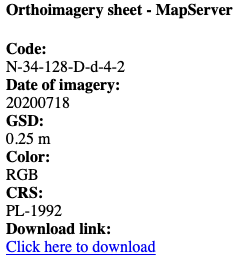 Orthoimagery sheet - MapServer
Code:
N-34-128-D-d-4-2
Date of imagery:
20200718
GSD:
0.25 m
Color:
RGB
CRS:
PL-1992
Download link:
Click here to download